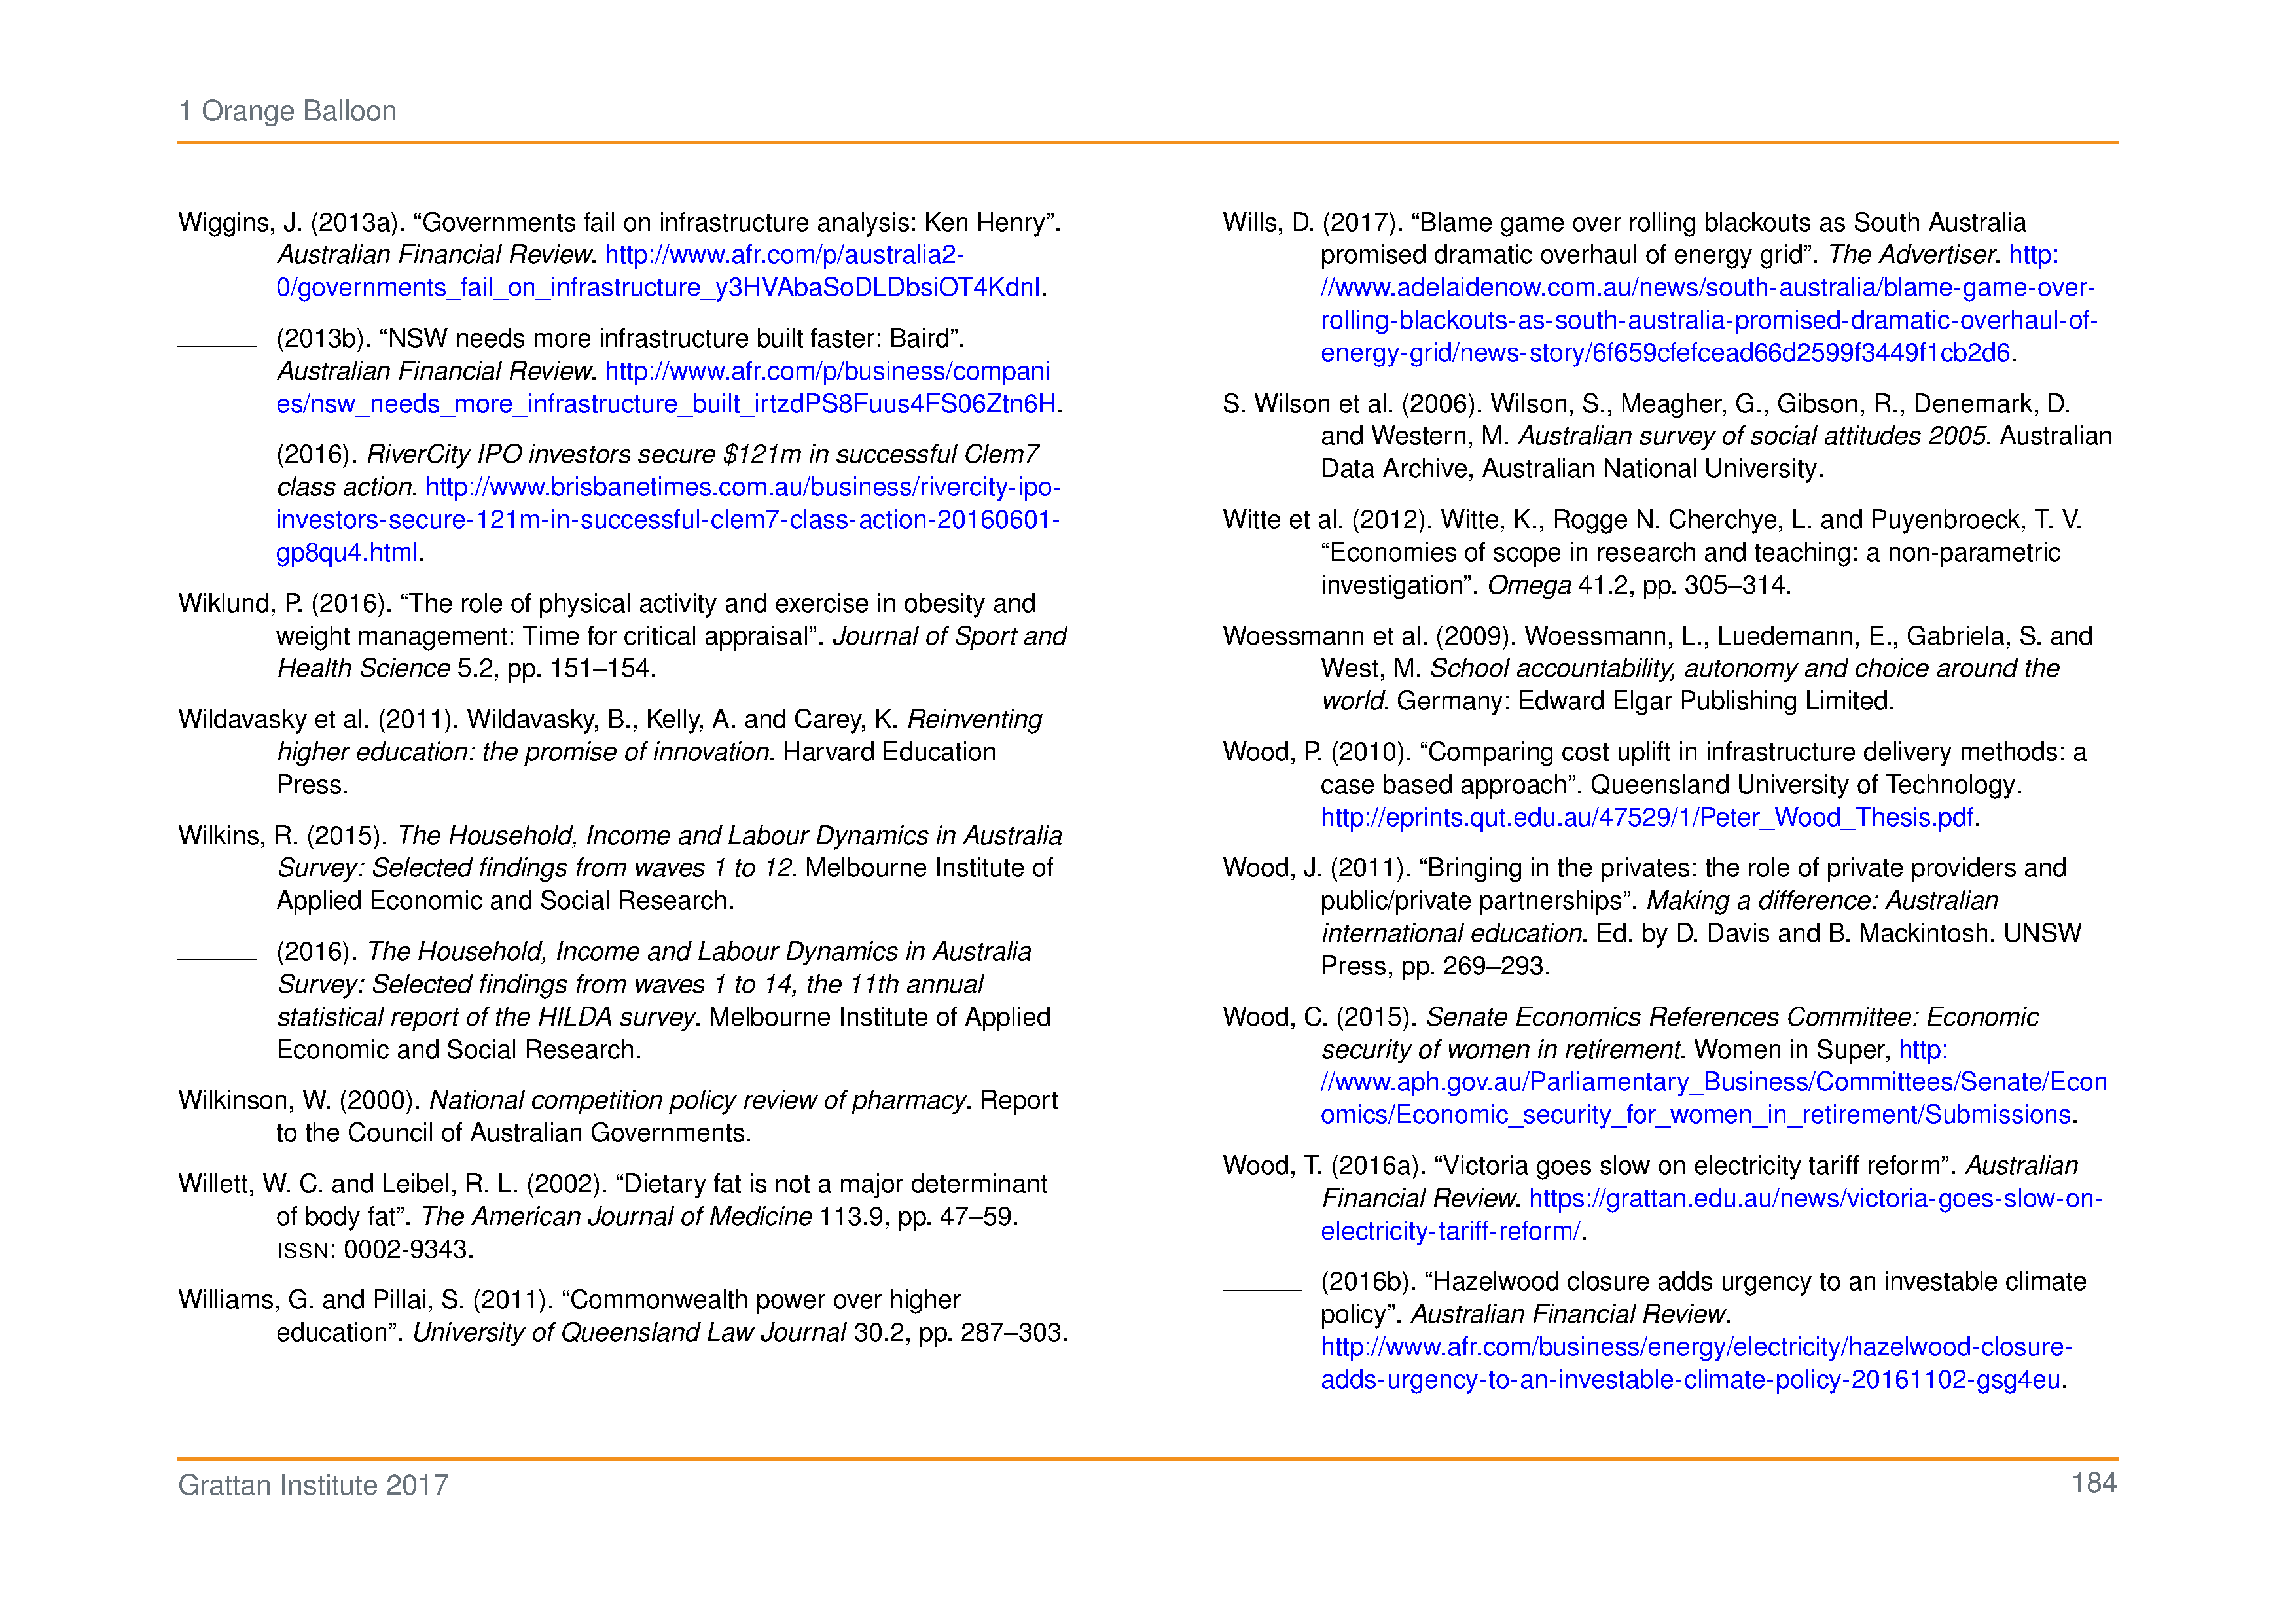 1 Orange Balloon
Wiggins, J. (2013a). “Governments fail on infrastructure analysis: Ken Henry”.
Australian Financial Review. http://www.afr.com/p/australia2-
0/governments_fail_on_infrastructure_y3HVAbaSoDLDbsiOT4KdnI.
(2013b). “NSW needs more infrastructure built faster: Baird”.
Australian Financial Review. http://www.afr.com/p/business/compani
es/nsw_needs_more_infrastructure_built_irtzdPS8Fuus4FS06Ztn6H.
(2016). RiverCity IPO investors secure $121m in successful Clem7
class action. http://www.brisbanetimes.com.au/business/rivercity-ipo-
investors-secure-121m-in-successful-clem7-class-action-20160601-
gp8qu4.html.
Wiklund, P. (2016). “The role of physical activity and exercise in obesity and
weight management: Time for critical appraisal”. Journal of Sport and
Health Science 5.2, pp. 151–154.
Wildavasky et al. (2011). Wildavasky, B., Kelly, A. and Carey, K. Reinventing
higher education: the promise of innovation. Harvard Education
Press.
Wilkins, R. (2015). The Household, Income and Labour Dynamics in Australia
Survey: Selected findings from waves 1 to 12. Melbourne Institute of
Applied Economic and Social Research.
(2016). The Household, Income and Labour Dynamics in Australia
Survey: Selected findings from waves 1 to 14, the 11th annual
statistical report of the HILDA survey. Melbourne Institute of Applied
Economic and Social Research.
Wilkinson, W. (2000). National competition policy review of pharmacy. Report
to the Council of Australian Governments.
Willett, W. C. and Leibel, R. L. (2002). “Dietary fat is not a major determinant
of body fat”. The American Journal of Medicine 113.9, pp. 47–59.
ISSN: 0002-9343.
Williams, G. and Pillai, S. (2011). “Commonwealth power over higher
education”. University of Queensland Law Journal 30.2, pp. 287–303.
Wills, D. (2017). “Blame game over rolling blackouts as South Australia
promised dramatic overhaul of energy grid”. The Advertiser. http:
//www.adelaidenow.com.au/news/south-australia/blame-game-over-
rolling-blackouts-as-south-australia-promised-dramatic-overhaul-of-
energy-grid/news-story/6f659cfefcead66d2599f3449f1cb2d6.
S. Wilson et al. (2006). Wilson, S., Meagher, G., Gibson, R., Denemark, D.
and Western, M. Australian survey of social attitudes 2005. Australian
Data Archive, Australian National University.
Witte et al. (2012). Witte, K., Rogge N. Cherchye, L. and Puyenbroeck, T. V.
“Economies of scope in research and teaching: a non-parametric
investigation”. Omega 41.2, pp. 305–314.
Woessmann et al. (2009). Woessmann, L., Luedemann, E., Gabriela, S. and
West, M. School accountability, autonomy and choice around the
world. Germany: Edward Elgar Publishing Limited.
Wood, P. (2010). “Comparing cost uplift in infrastructure delivery methods: a
case based approach”. Queensland University of Technology.
http://eprints.qut.edu.au/47529/1/Peter_Wood_Thesis.pdf.
Wood, J. (2011). “Bringing in the privates: the role of private providers and
public/private partnerships”. Making a difference: Australian
international education. Ed. by D. Davis and B. Mackintosh. UNSW
Press, pp. 269–293.
Wood, C. (2015). Senate Economics References Committee: Economic
security of women in retirement. Women in Super, http:
//www.aph.gov.au/Parliamentary_Business/Committees/Senate/Econ
omics/Economic_security_for_women_in_retirement/Submissions.
Wood, T. (2016a). “Victoria goes slow on electricity tariff reform”. Australian
Financial Review. https://grattan.edu.au/news/victoria-goes-slow-on-
electricity-tariff-reform/.
(2016b). “Hazelwood closure adds urgency to an investable climate
policy”. Australian Financial Review.
http://www.afr.com/business/energy/electricity/hazelwood-closure-
adds-urgency-to-an-investable-climate-policy-20161102-gsg4eu.
Grattan Institute 2017
184